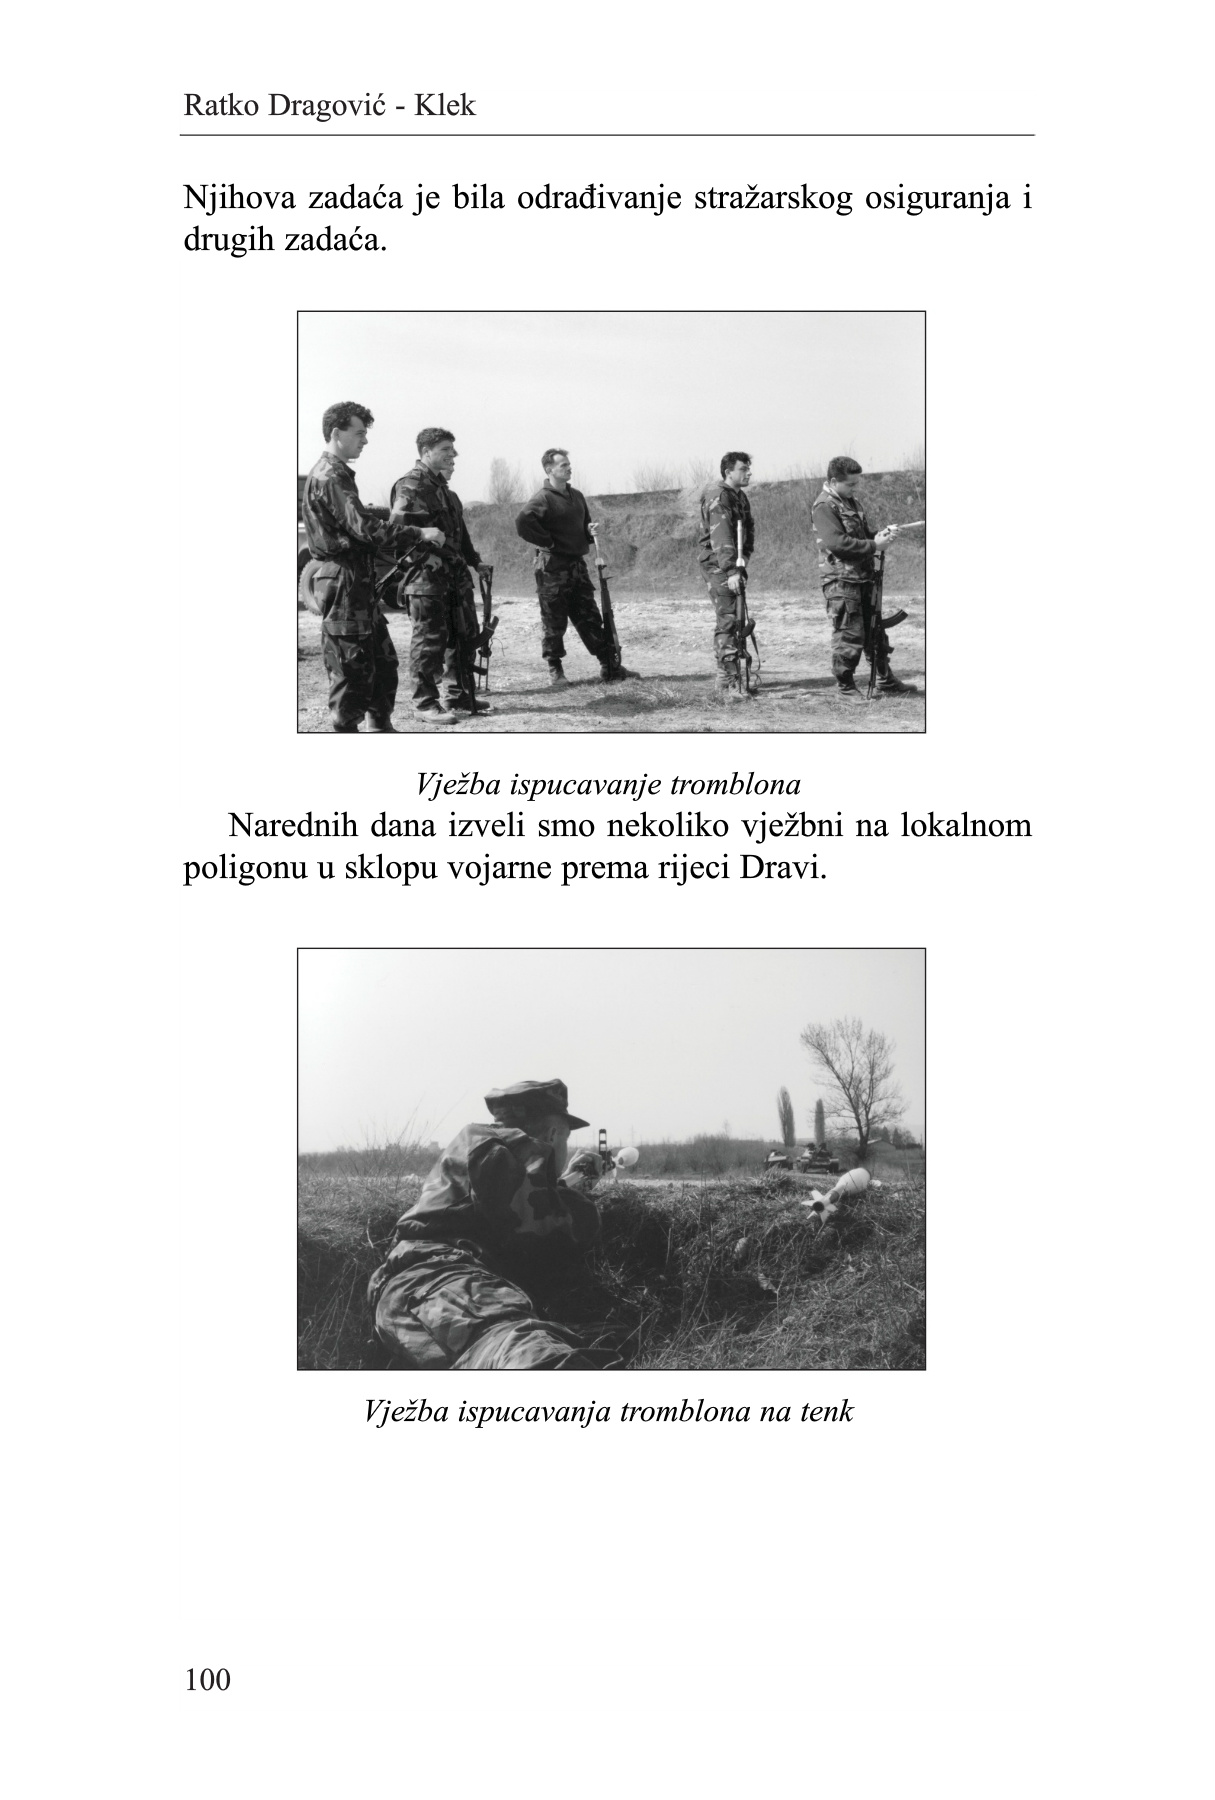 Ratko Dragović - Klek
Njihova zadaća je bila odrađivanje stražarskog osiguranja i
drugih zadaća.
Vježba ispucavanje tromblona
Narednih dana izveli smo nekoliko vježbni na lokalnom
poligonu u sklopu vojarne prema rijeci Dravi.
Vježba ispucavanja tromblona na tenk
100